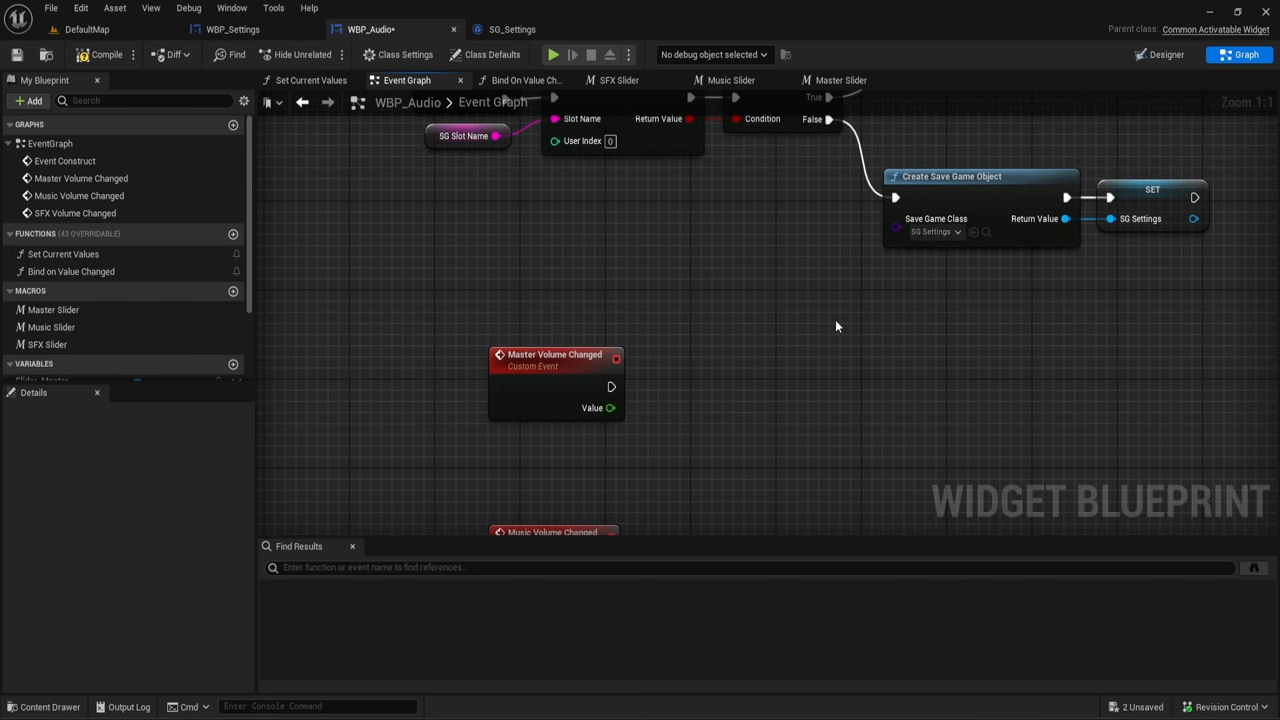 File Edit Asset View Debug Window Tools Help
DefaultMap WBP_Settings WBP_Audio• × SG_Settings
Parent class: Common Activatable Widget
Compile Diff Find Hide Unrelated Class Settings Class Defaults No debug object selected Designer Graph
My Blueprint × Set Current Values Event Graph × Bind On Value Ch... SFX Slider Music Slider Master Slider
+ Add Search
WBP_Audio > Event Graph Zoom 1:1
GRAPHS
EventGraph
Event Construct
Master Volume Changed
Music Volume Changed
SFX Volume Changed
FUNCTIONS (43 OVERRIDABLE)
Set Current Values
Bind on Value Changed
MACROS
Master Slider
Music Slider
SFX Slider
VARIABLES
Details ×
True
SG Slot Name Slot Name Return Value Condition False
User Index 0
Create Save Game Object
Save Game Class Return Value
SG Settings
SET
SG Settings
Master Volume Changed
Custom Event
Value
Music Volume Changed
WIDGET BLUEPRINT
Find Results ×
Enter function or event name to find references...
Content Drawer Output Log Cmd Enter Console Command 2 Unsaved Revision Control